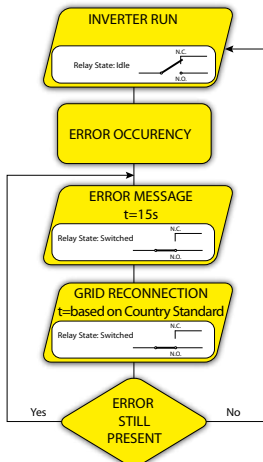 INVERTER RUN
Relay State: Idle
N.C.
N.O.
ERROR OCCURENCY
ERROR MESSAGE
t=15s
Relay State: Switched
N.C.
N.O.
GRID RECONNECTION
t=based on Country Standard
Relay State: Switched
N.C.
N.O.
Yes
ERROR
STILL
PRESENT
No